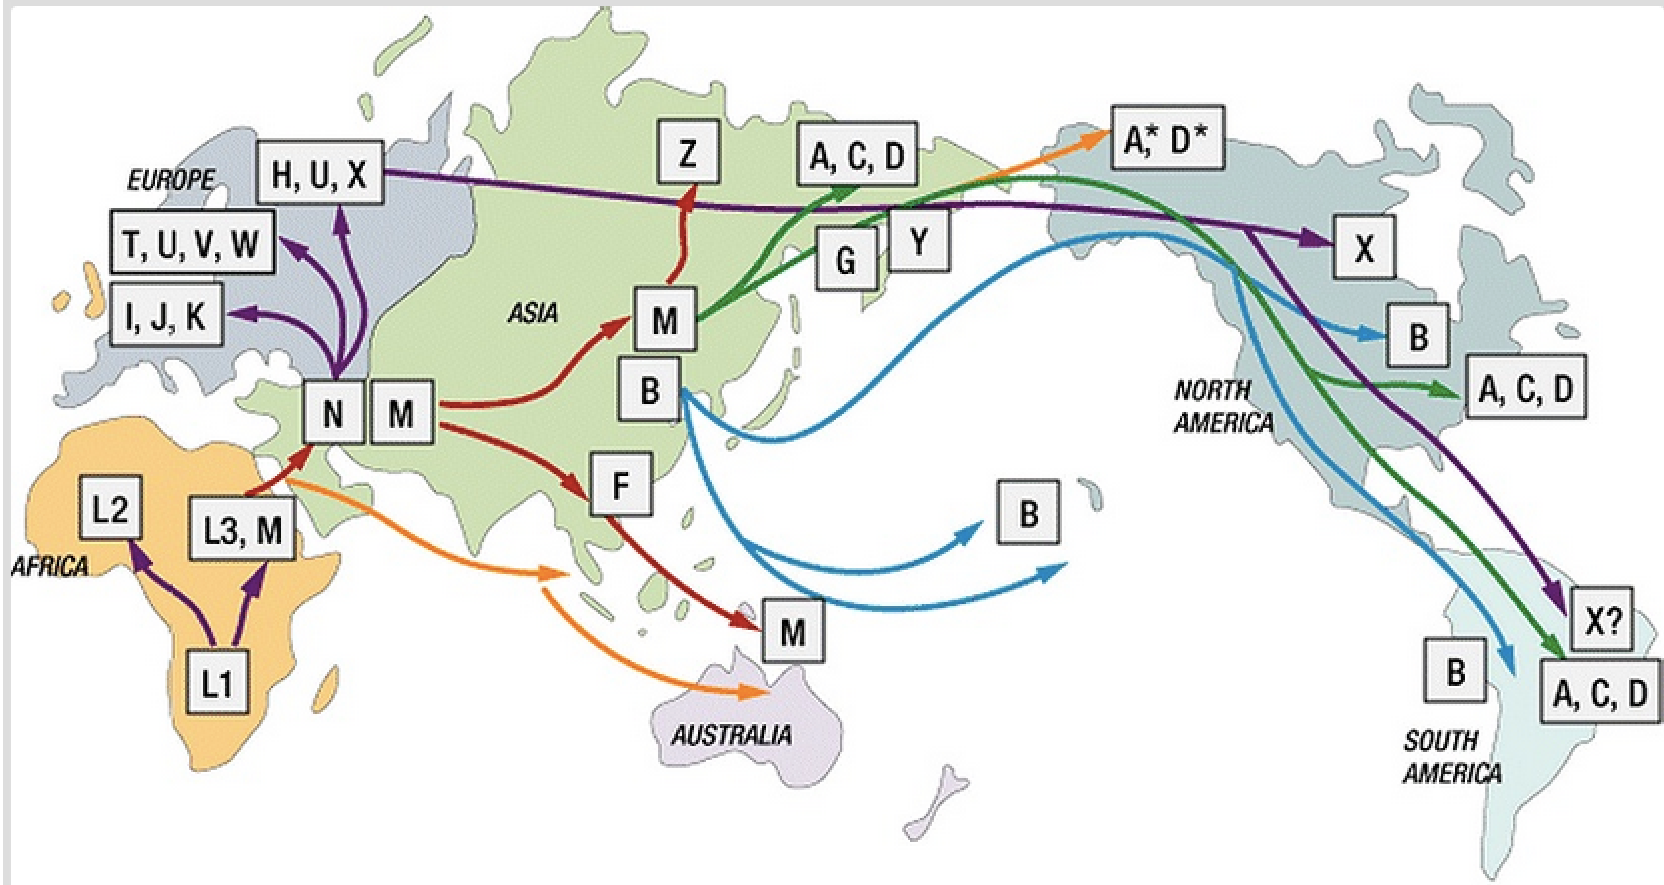 A* D*
Z
A, C, D
H, U, X
EUROPE
T, U, V, W
G
Y
X
I, J, K
ASIA
M
B
B
A, C, D
NORTH
AMERICA
N
M
F
B
L2
L3, M
AFRICA
L1
M
X?
B
A, C, D
AUSTRALIA
SOUTH
AMERICA